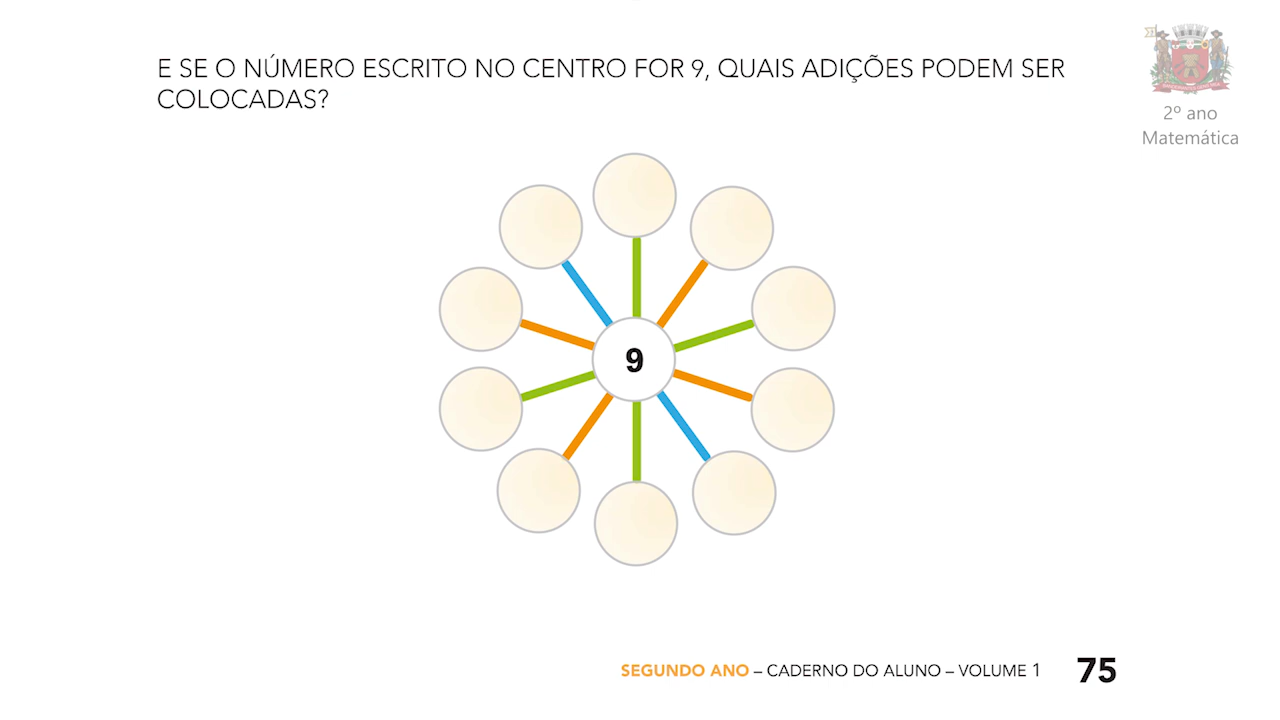 E SE O NÚMERO ESCRITO NO CENTRO FOR 9, QUAIS ADIÇÕES PODEM SER
COLOCADAS?
2º ano
Matemática
9
SEGUNDO ANO – CADERNO DO ALUNO – VOLUME 1 75